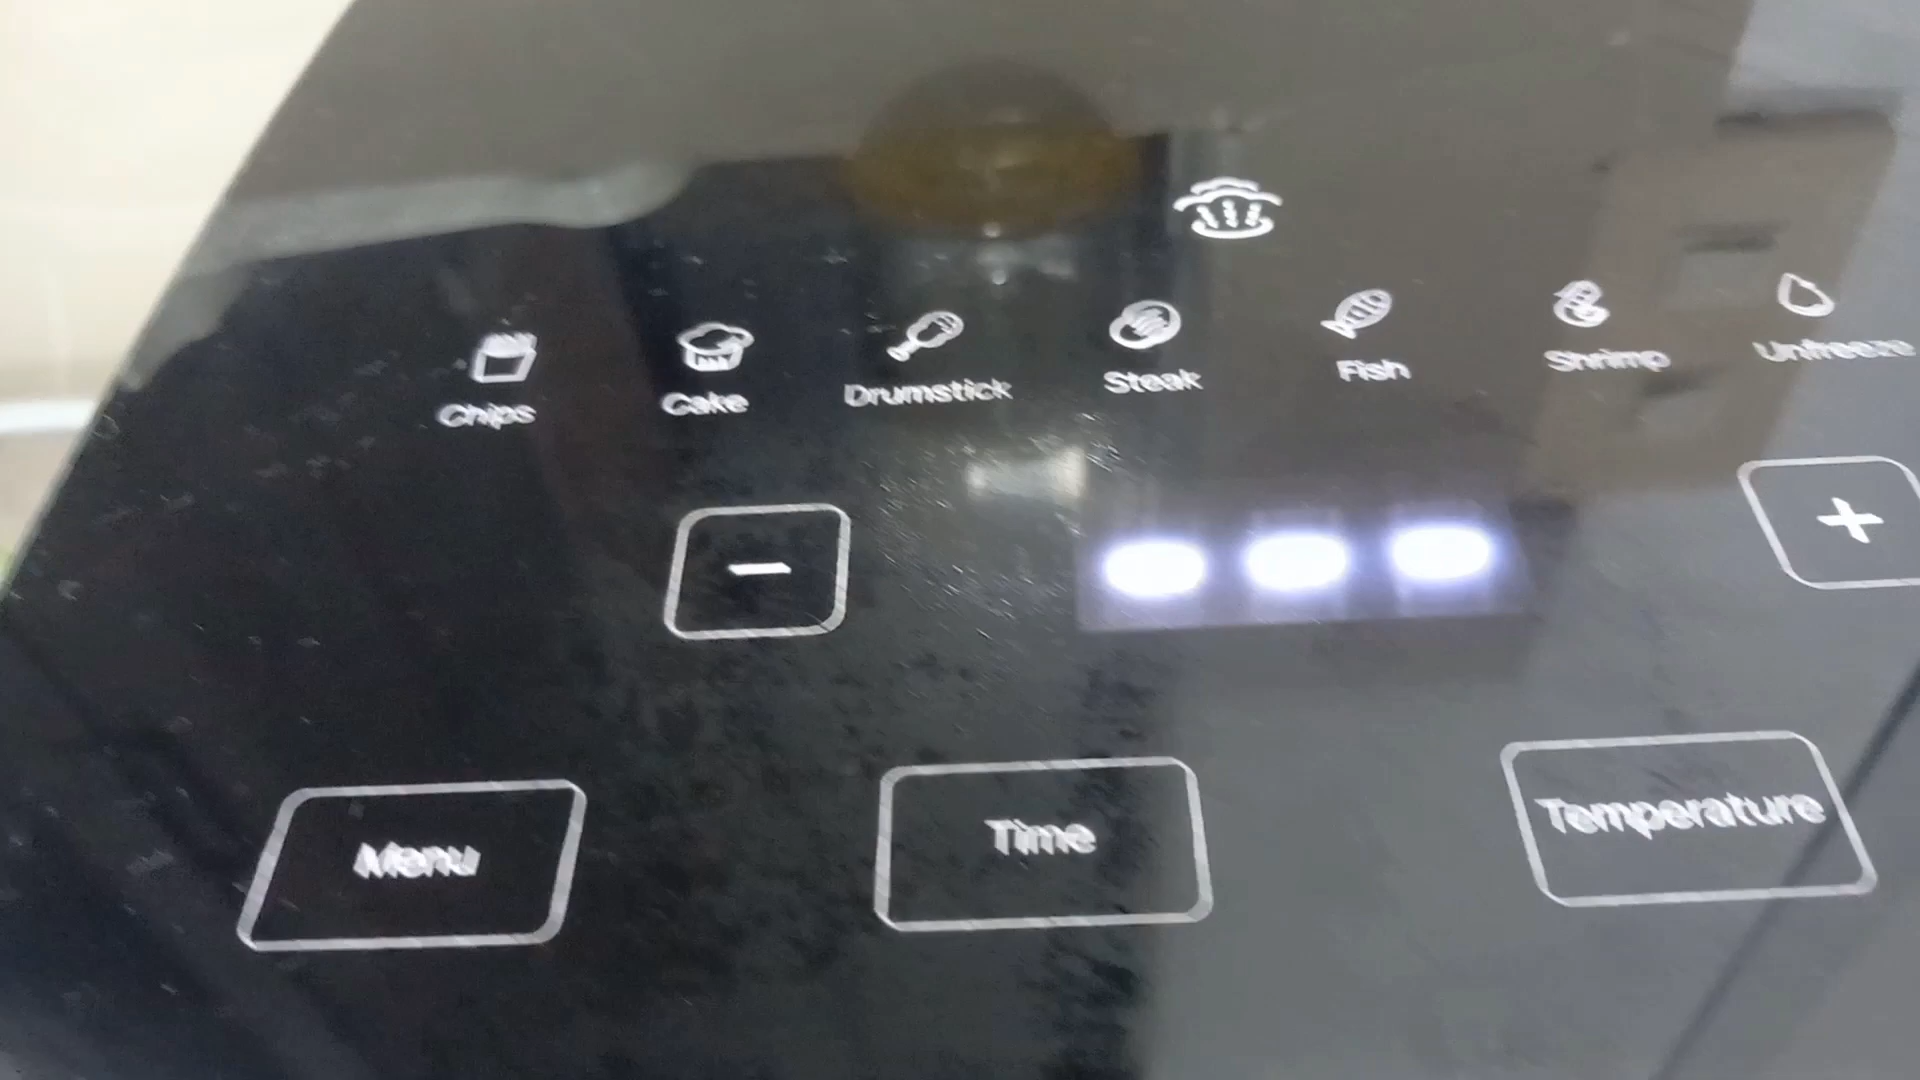 Chips Cake Drumstick Steak Fish Shrimp Unfreeze
- --- +
Menu Time Temperature